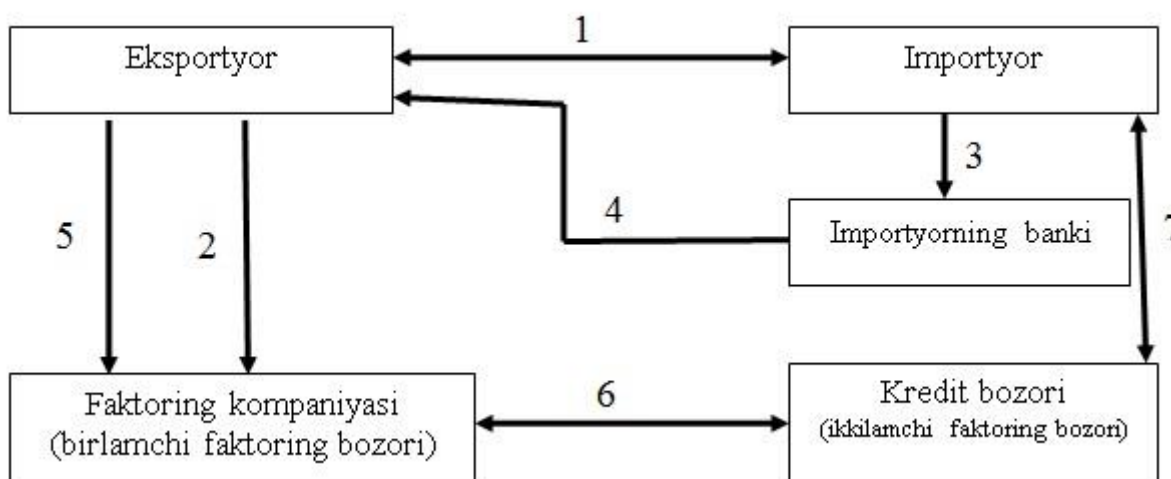 1
Eksportyor
Importyor
3
4
5
2
Importyorning banki
7
Faktoring kompaniyasi
(birlamchi faktoring bozori)
6
Kredit bozori
(ikkilamchi faktoring bozori)